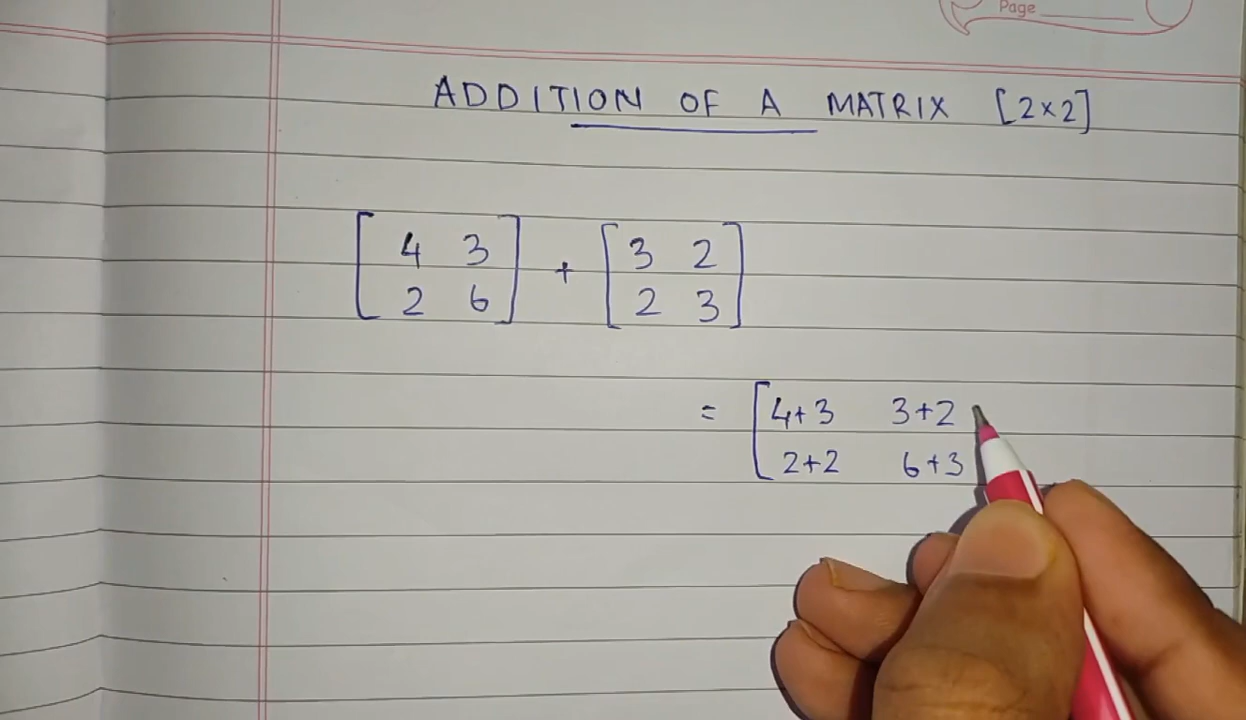 Page
ADDITION OF A MATRIX [2×2]
[4 3] + [3 2]
[2 6] [2 3]
= [4+3 3+2
2+2 6+3